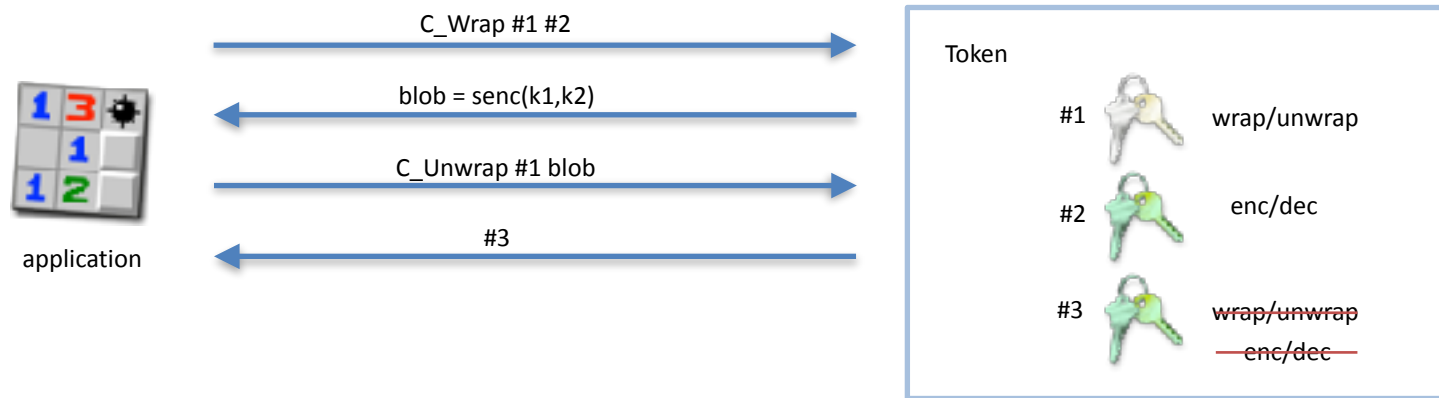 C_Wrap #1 #2
blob = senc(k1,k2)
C_Unwrap #1 blob
#3
1 3
1
1 2
application
Token
#1 wrap/unwrap
#2 enc/dec
#3 wrap/unwrap
enc/dec